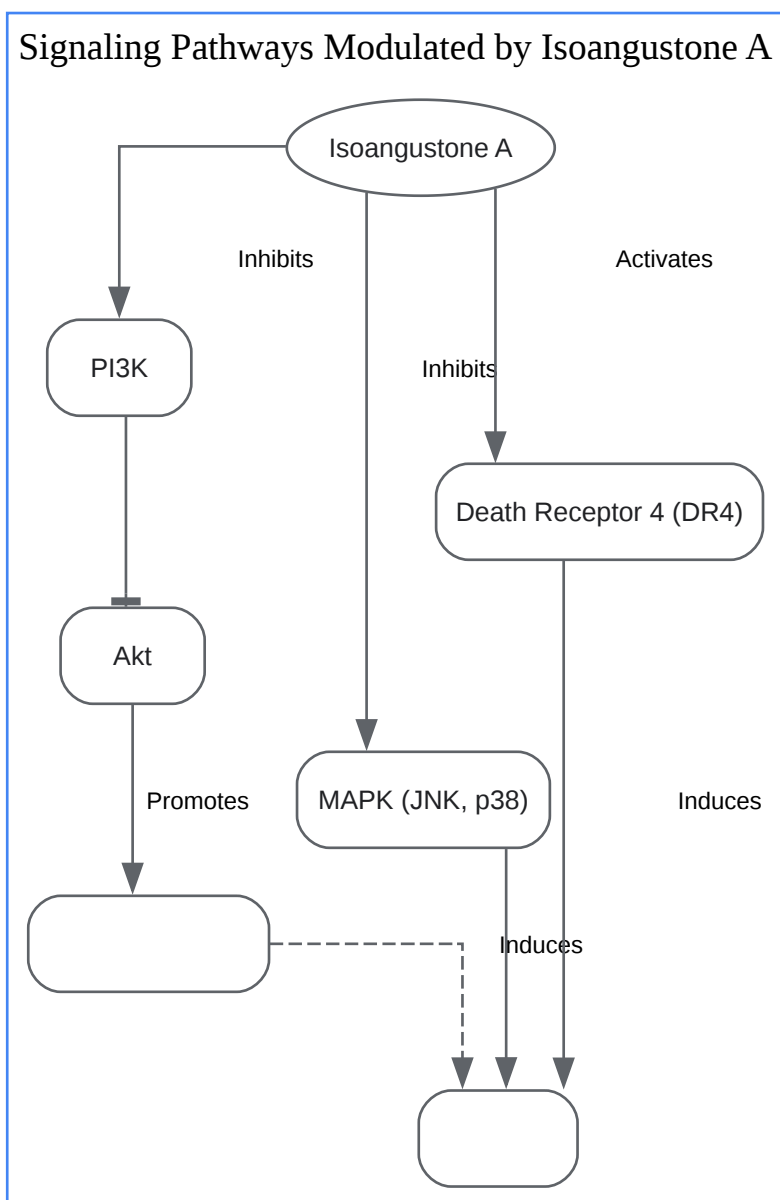 Signaling Pathways Modulated by Isoangustone A
Isoangustone A
Inhibits
Activates
PI3K
Inhibits
Death Receptor 4 (DR4)
Akt
Promotes
MAPK (JNK, p38)
Induces
Induces